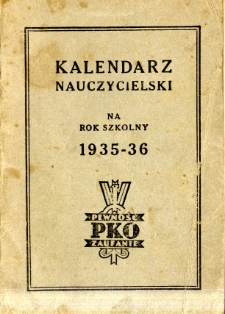 KALENDARZ
NAUCZYCIELSKI
NA
ROK SZKOLNY
1935-36
PEWNOŚĆ
PKO
ZAUFANIE